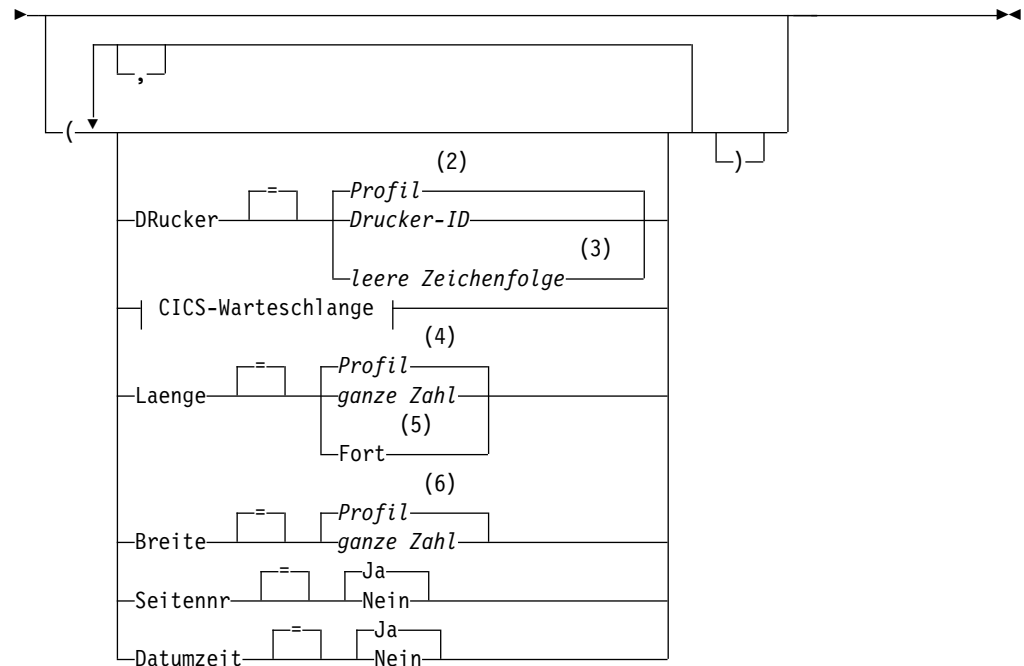 ,
(
)
(2)
=
Profil
DRucker
Drucker-ID
(3)
leere Zeichenfolge
CICS-Warteschlange
(4)
=
Profil
Laenge
ganze Zahl
(5)
Fort
(6)
=
Profil
Breite
ganze Zahl
=
Ja
Seitennr
Nein
=
Ja
Datumzeit
Nein